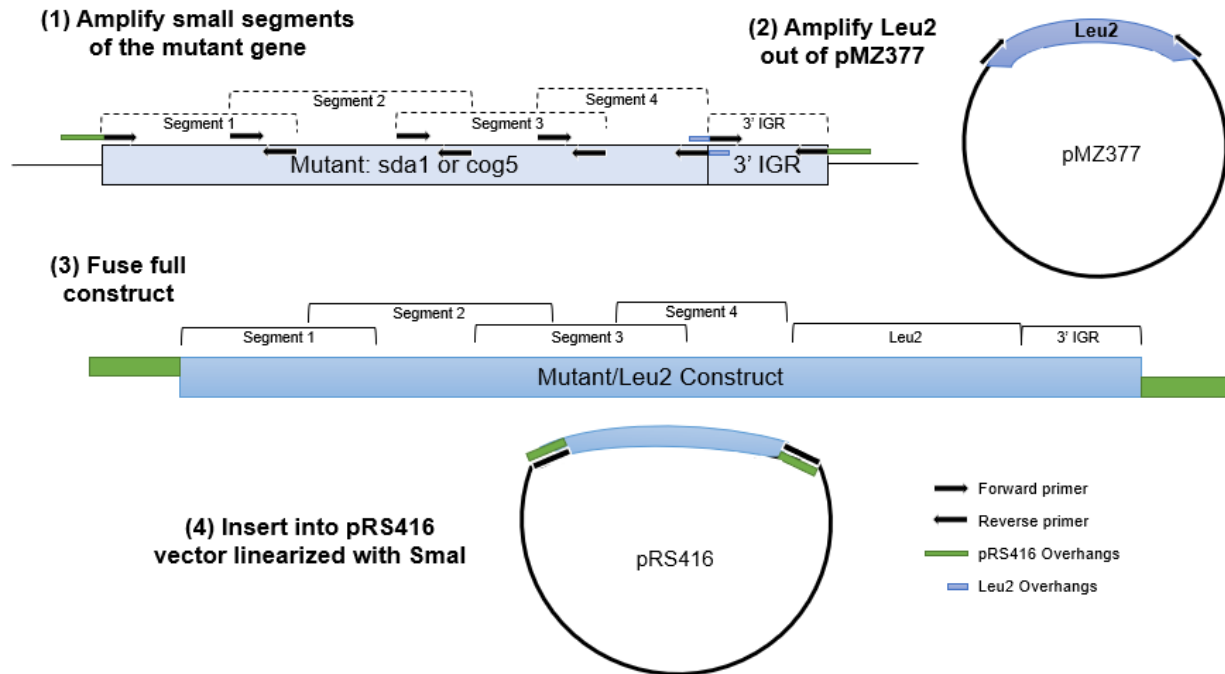 (1) Amplify small segments
of the mutant gene
(2) Amplify Leu2
out of pMZ377
Leu2
pMZ377
Segment 2
Segment 4
Segment 1
Segment 3
3' IGR
Mutant: sda1 or cog5
3' IGR
(3) Fuse full
construct
Segment 2
Segment 4
Segment 1
Segment 3
Leu2
3' IGR
Mutant/Leu2 Construct
(4) Insert into pRS416
vector linearized with SmaI
pRS416
Forward primer
Reverse primer
pRS416 Overhangs
Leu2 Overhangs